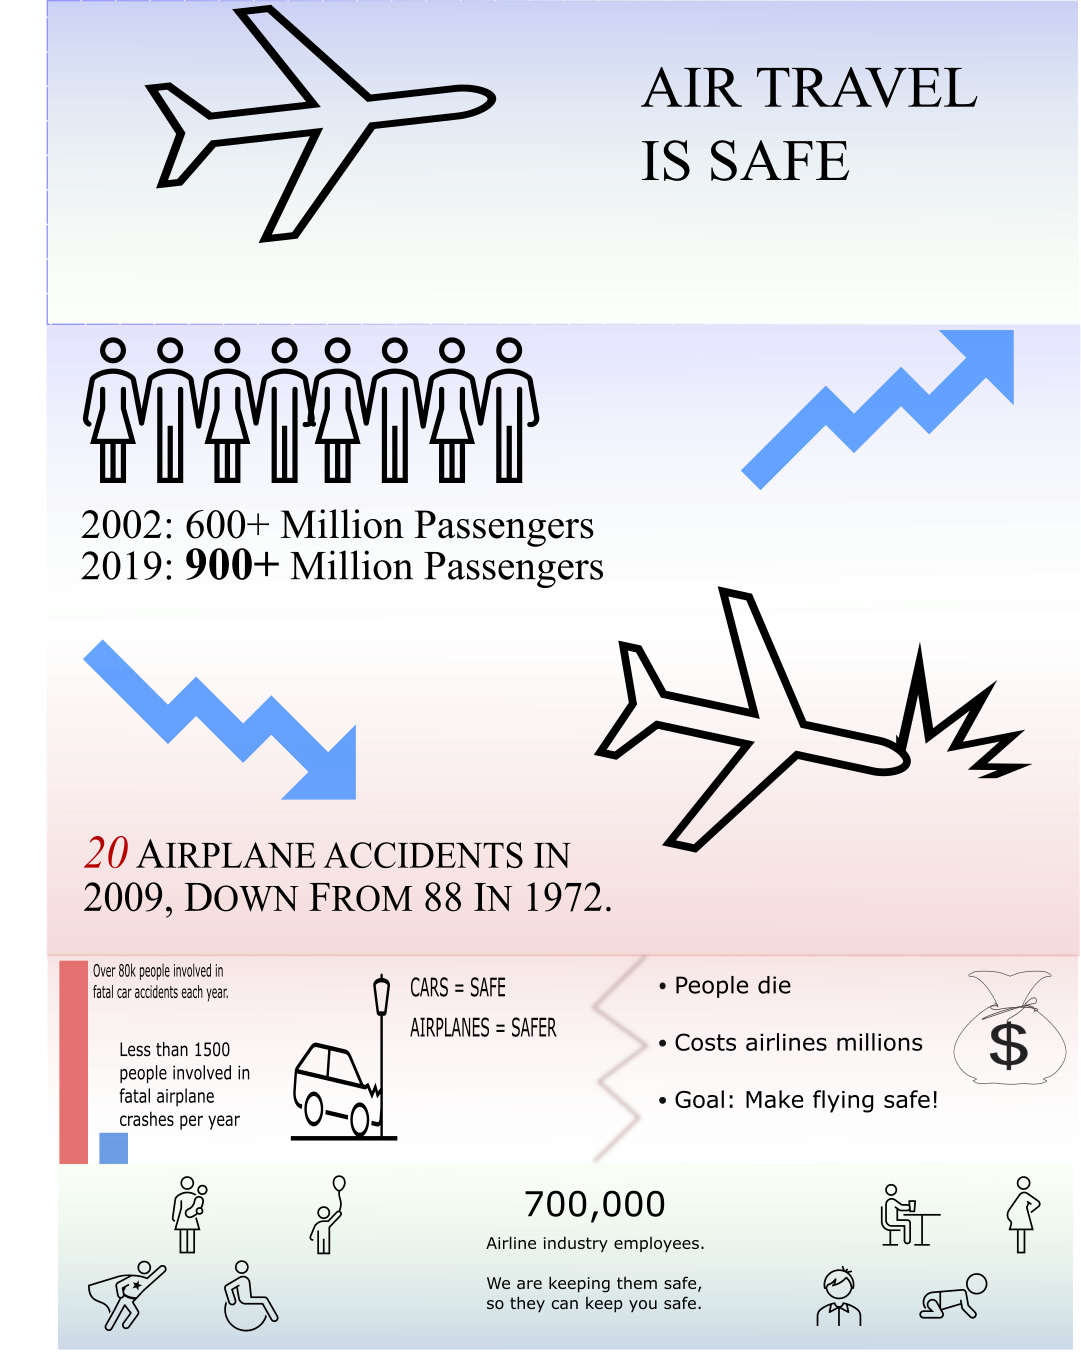 AIR TRAVEL
IS SAFE
2002: 600+ Million Passengers
2019: 900+ Million Passengers
20 AIRPLANE ACCIDENTS IN
2009, DOWN FROM 88 IN 1972.
Over 80k people involved in
fatal car accidents each year.
Less than 1500
people involved in
fatal airplane
crashes per year
CARS = SAFE
AIRPLANES = SAFER
• People die
• Costs airlines millions
• Goal: Make flying safe!
$
700,000
Airline industry employees.
We are keeping them safe,
so they can keep you safe.